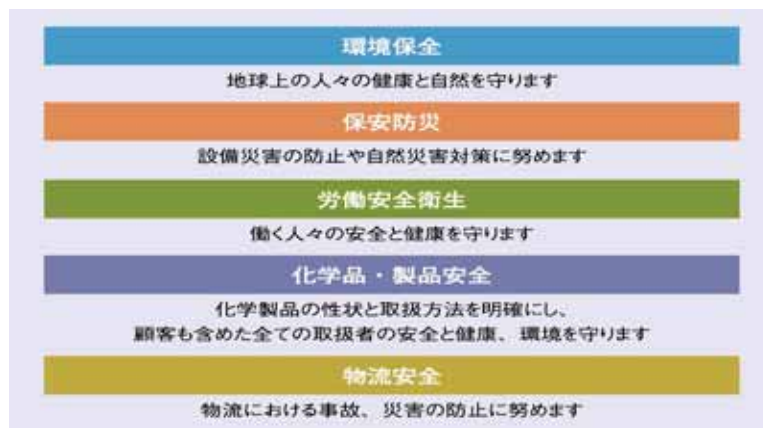 環境保全
地球上の人々の健康と自然を守ります
保安防災
設備災害の防止や自然災害対策に努めます
労働安全衛生
働く人々の安全と健康を守ります
化学品・製品安全
化学製品の性状と取扱方法を明確にし、
顧客も含めた全ての取扱者の安全と健康、環境を守ります
物流安全
物流における事故、災害の防止に努めます